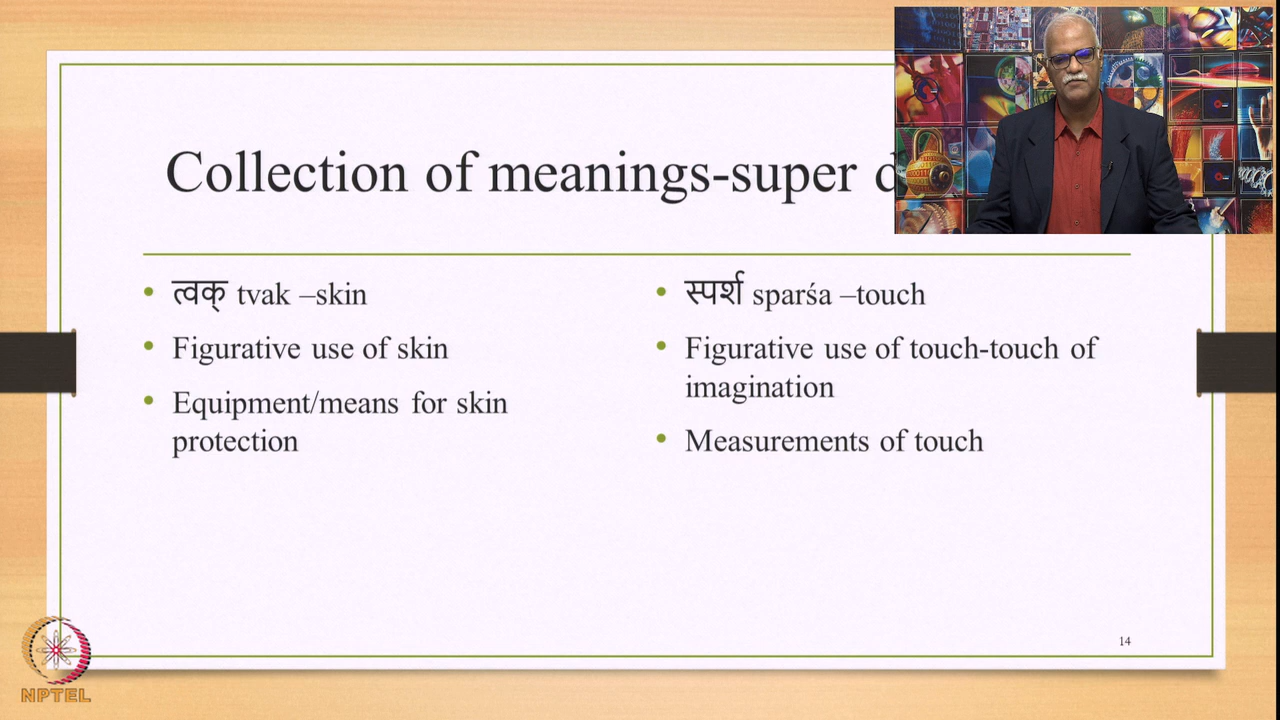 Collection of meanings-super
त्वक् tvak –skin
Figurative use of skin
Equipment/means for skin
protection
स्पर्श sparśa –touch
Figurative use of touch-touch of
imagination
Measurements of touch
14
NPTEL